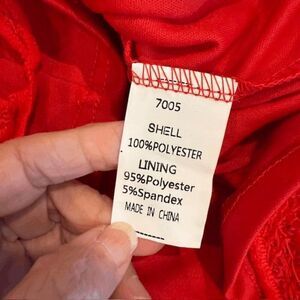 7005
SHELL
100%POLYESTER
LINING
95%Polyester
5%Spandex
MADE IN CHINA